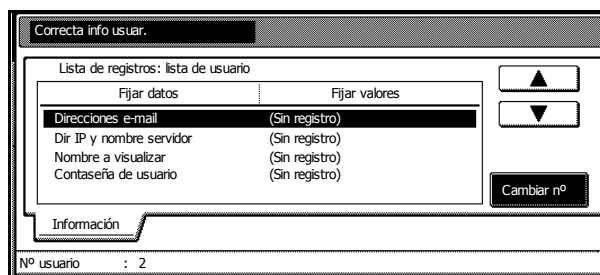 Correcta info usuar.
Lista de registros: lista de usuario
Fijar datos Fijar valores
Direcciones e-mail (Sin registro)
Dir IP y nombre servidor (Sin registro)
Nombre a visualizar (Sin registro)
Contaseña de usuario (Sin registro)
Cambiar nº
Información
Nº usuario : 2